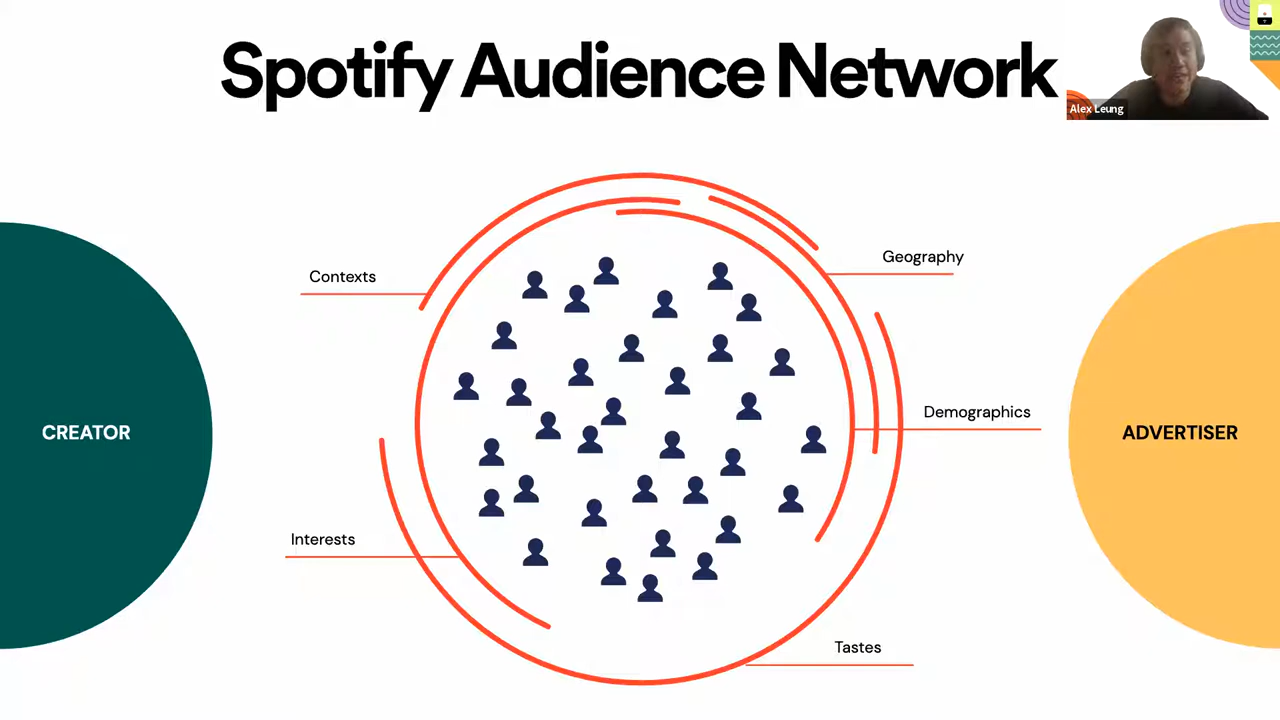 Spotify Audience Network
Alex Leung
Contexts
Geography
CREATOR
Demographics
ADVERTISER
Interests
Tastes